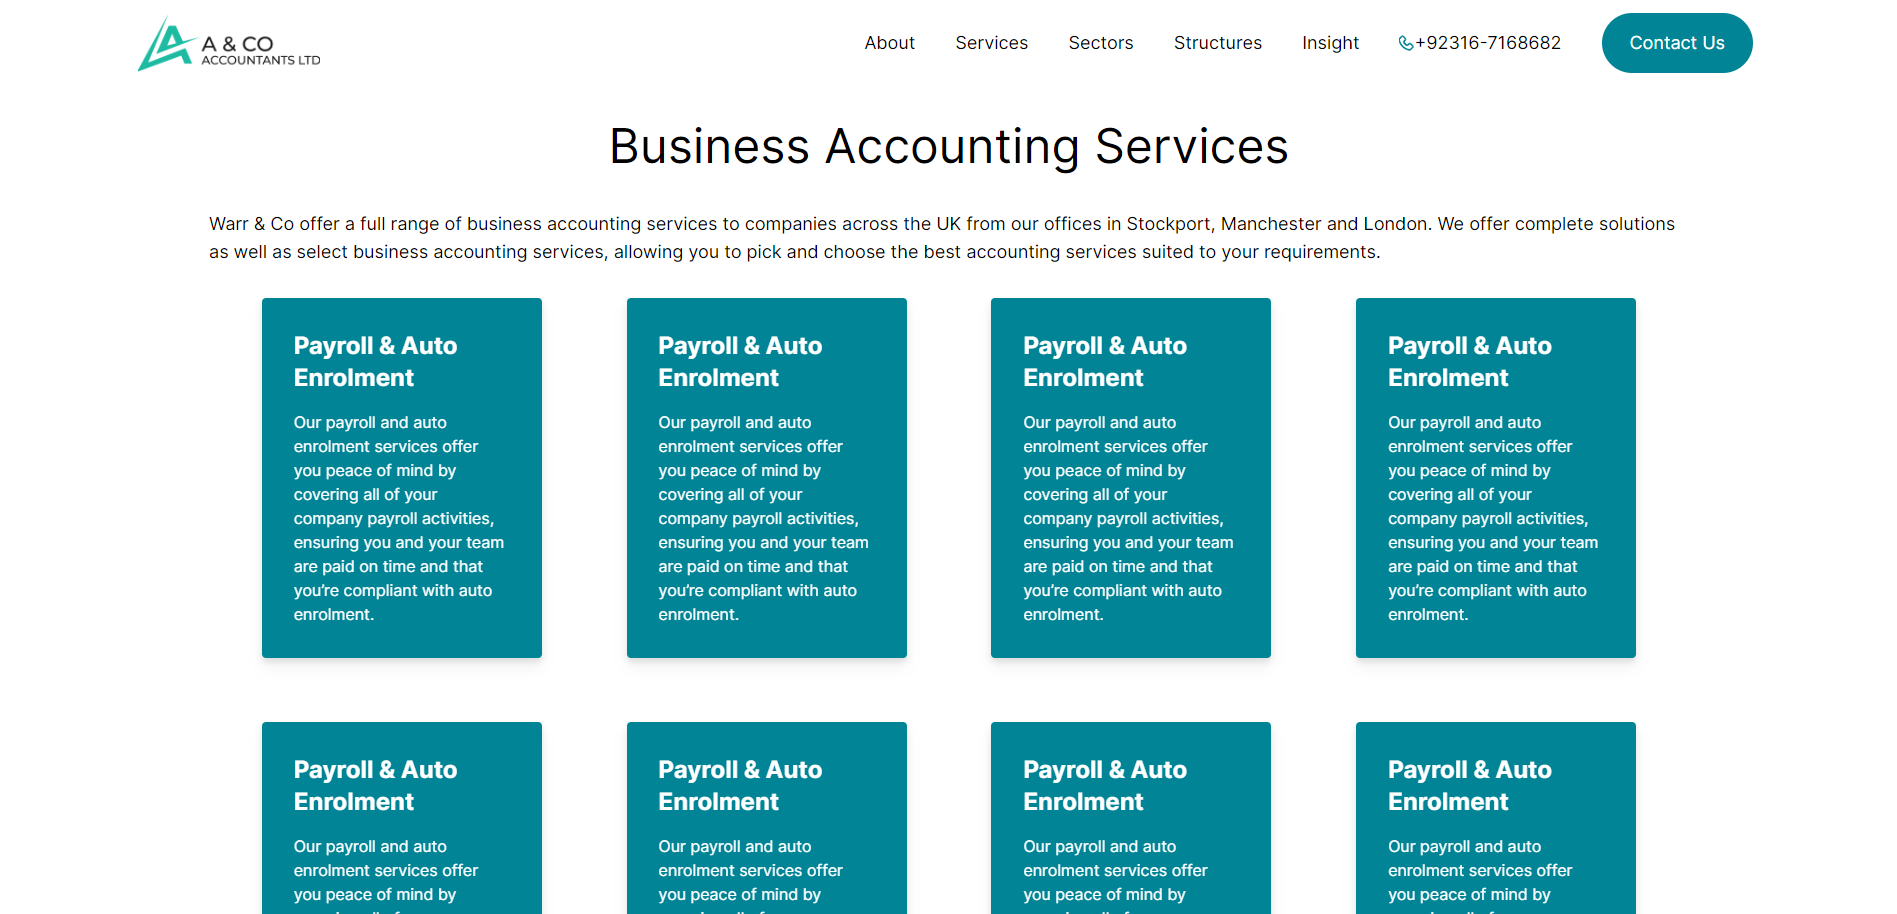 A & CO
ACCOUNTANTS LTD
About Services Sectors Structures Insight +92316-7168682 Contact Us
Business Accounting Services
Warr & Co offer a full range of business accounting services to companies across the UK from our offices in Stockport, Manchester and London. We offer complete solutions
as well as select business accounting services, allowing you to pick and choose the best accounting services suited to your requirements.
Payroll & Auto
Enrolment
Our payroll and auto
enrolment services offer
you peace of mind by
covering all of your
company payroll activities,
ensuring you and your team
are paid on time and that
you’re compliant with auto
enrolment.
Payroll & Auto
Enrolment
Our payroll and auto
enrolment services offer
you peace of mind by
covering all of your
company payroll activities,
ensuring you and your team
are paid on time and that
you’re compliant with auto
enrolment.
Payroll & Auto
Enrolment
Our payroll and auto
enrolment services offer
you peace of mind by
covering all of your
company payroll activities,
ensuring you and your team
are paid on time and that
you’re compliant with auto
enrolment.
Payroll & Auto
Enrolment
Our payroll and auto
enrolment services offer
you peace of mind by
covering all of your
company payroll activities,
ensuring you and your team
are paid on time and that
you’re compliant with auto
enrolment.
Payroll & Auto
Enrolment
Our payroll and auto
enrolment services offer
you peace of mind by
Payroll & Auto
Enrolment
Our payroll and auto
enrolment services offer
you peace of mind by
Payroll & Auto
Enrolment
Our payroll and auto
enrolment services offer
you peace of mind by
Payroll & Auto
Enrolment
Our payroll and auto
enrolment services offer
you peace of mind by